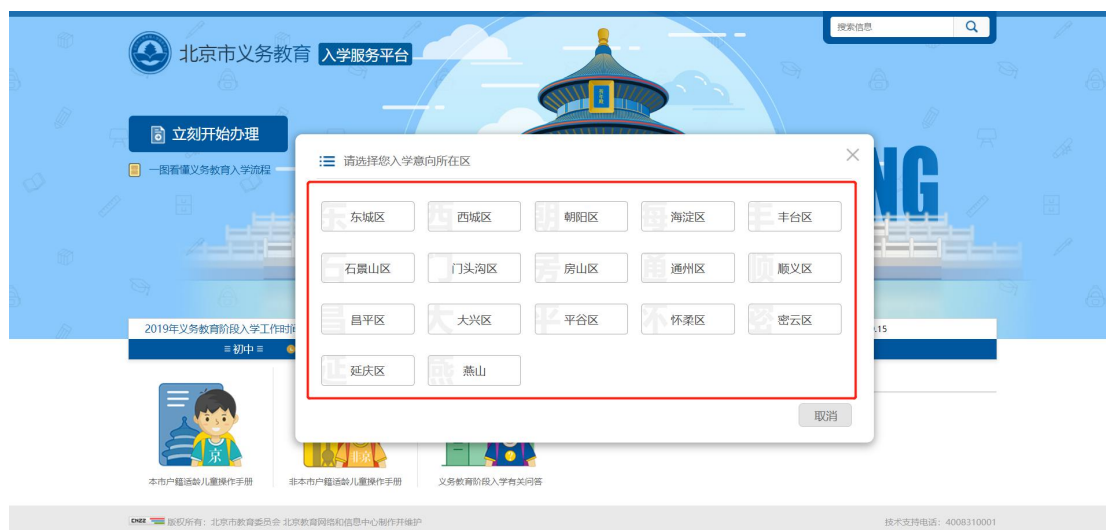 搜索信息
北京市义务教育 入学服务平台
立刻开始办理
一图看懂义务教育入学流程
NG
请选择您入学意向所在区
东城区 西城区 朝阳区 海淀区 丰台区
石景山区 门头沟区 房山区 通州区 顺义区
昌平区 大兴区 平谷区 怀柔区 密云区
延庆区 燕山
取消
2019年义务教育阶段入学工作时间
.15
≡初中≡
京
非京
本市户籍适龄儿童操作手册 非本市户籍适龄儿童操作手册 义务教育阶段入学有关问答
版权所有：北京市教育委员会 北京教育网络和信息中心制作并维护
技术支持电话：4008310001